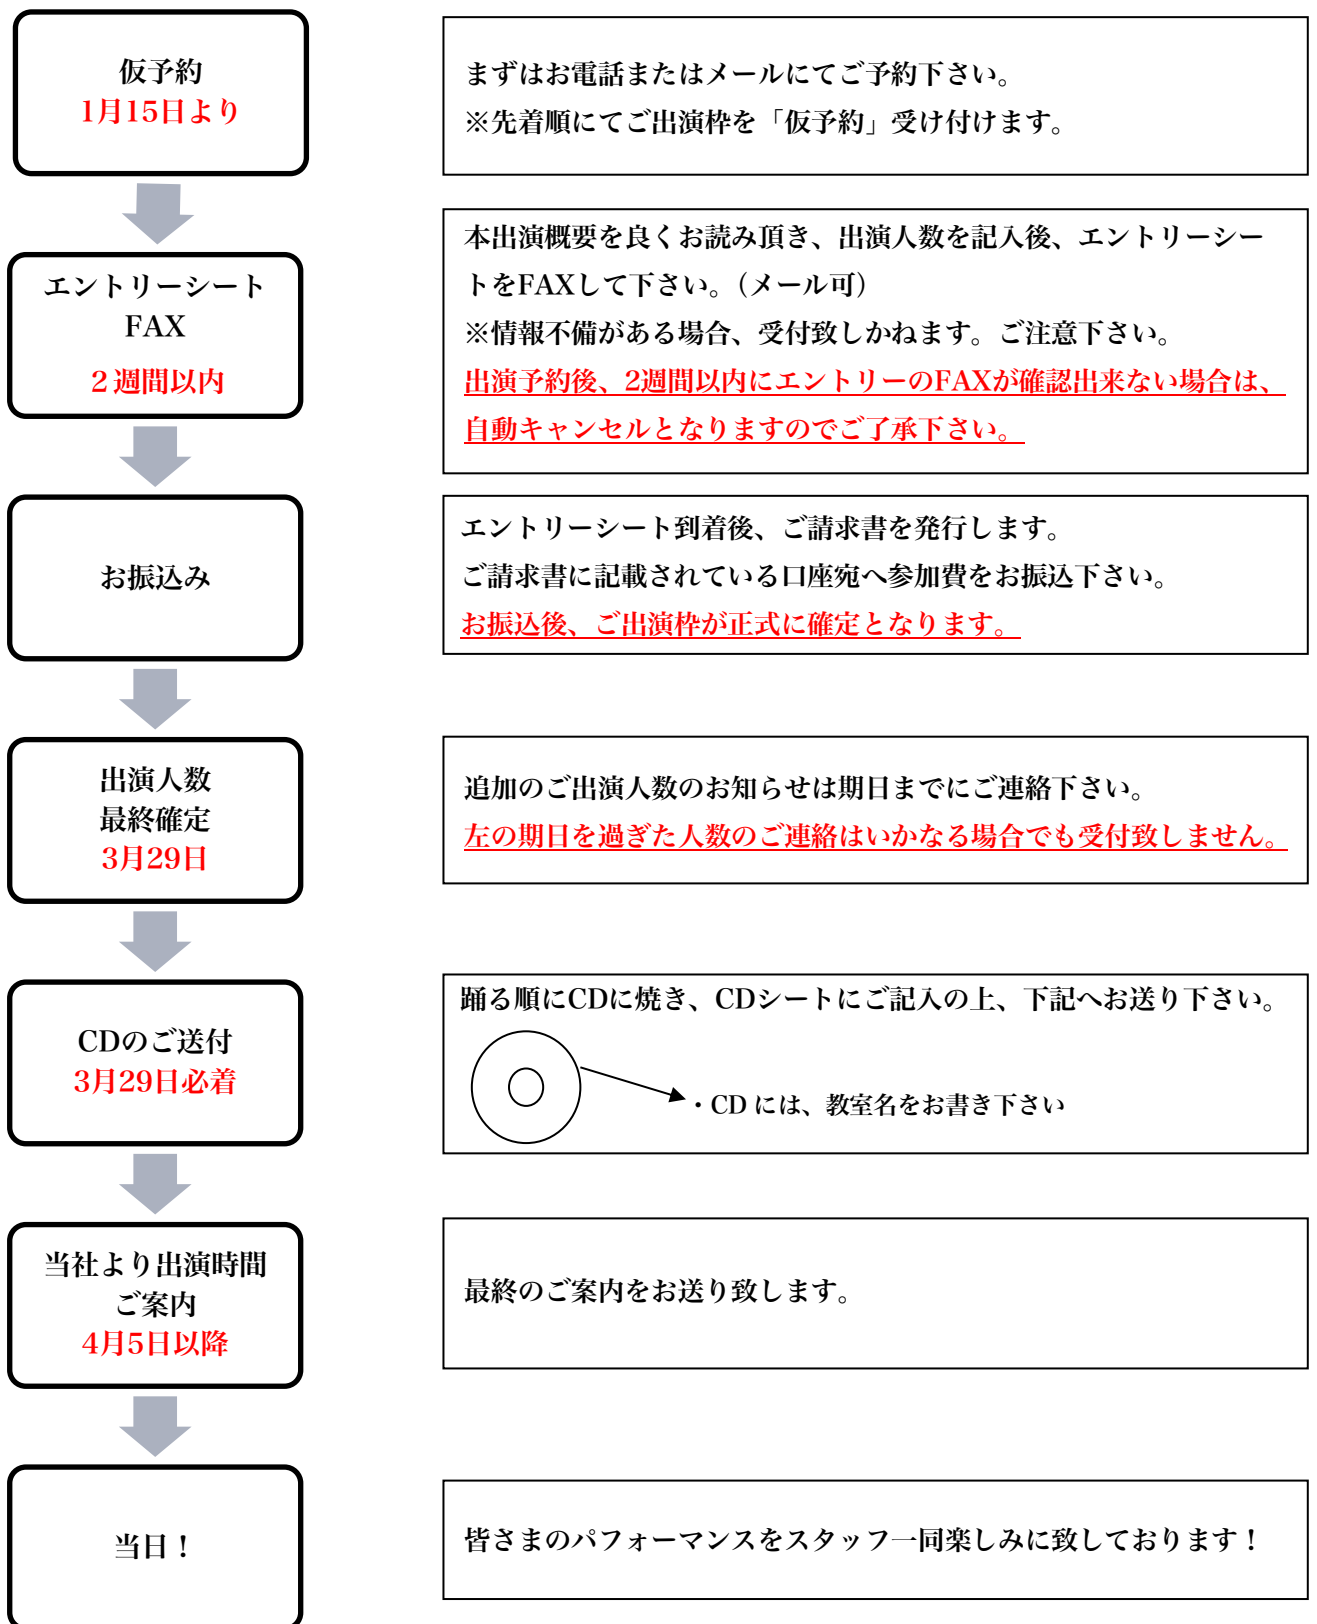 仮予約
1月15日より
まずはお電話またはメールにてご予約下さい。
※先着順にてご出演枠を「仮予約」受け付けます。
エントリーシート
FAX
２週間以内
本出演概要を良くお読み頂き、出演人数を記入後、エントリーシー
トをFAXして下さい。（メール可）
※情報不備がある場合、受付致しかねます。ご注意下さい。
出演予約後、2週間以内にエントリーのFAXが確認出来ない場合は、
自動キャンセルとなりますのでご了承下さい。
お振込み
エントリーシート到着後、ご請求書を発行します。
ご請求書に記載されている口座宛へ参加費をお振込下さい。
お振込後、ご出演枠が正式に確定となります。
出演人数
最終確定
3月29日
追加のご出演人数のお知らせは期日までにご連絡下さい。
左の期日を過ぎた人数のご連絡はいかなる場合でも受付致しません。
CDのご送付
3月29日必着
踊る順にCDに焼き、CDシートにご記入の上、下記へお送り下さい。
・CD には、教室名をお書き下さい
当社より出演時間
ご案内
4月5日以降
最終のご案内をお送り致します。
当日！
皆さまのパフォーマンスをスタッフ一同楽しみに致しております！